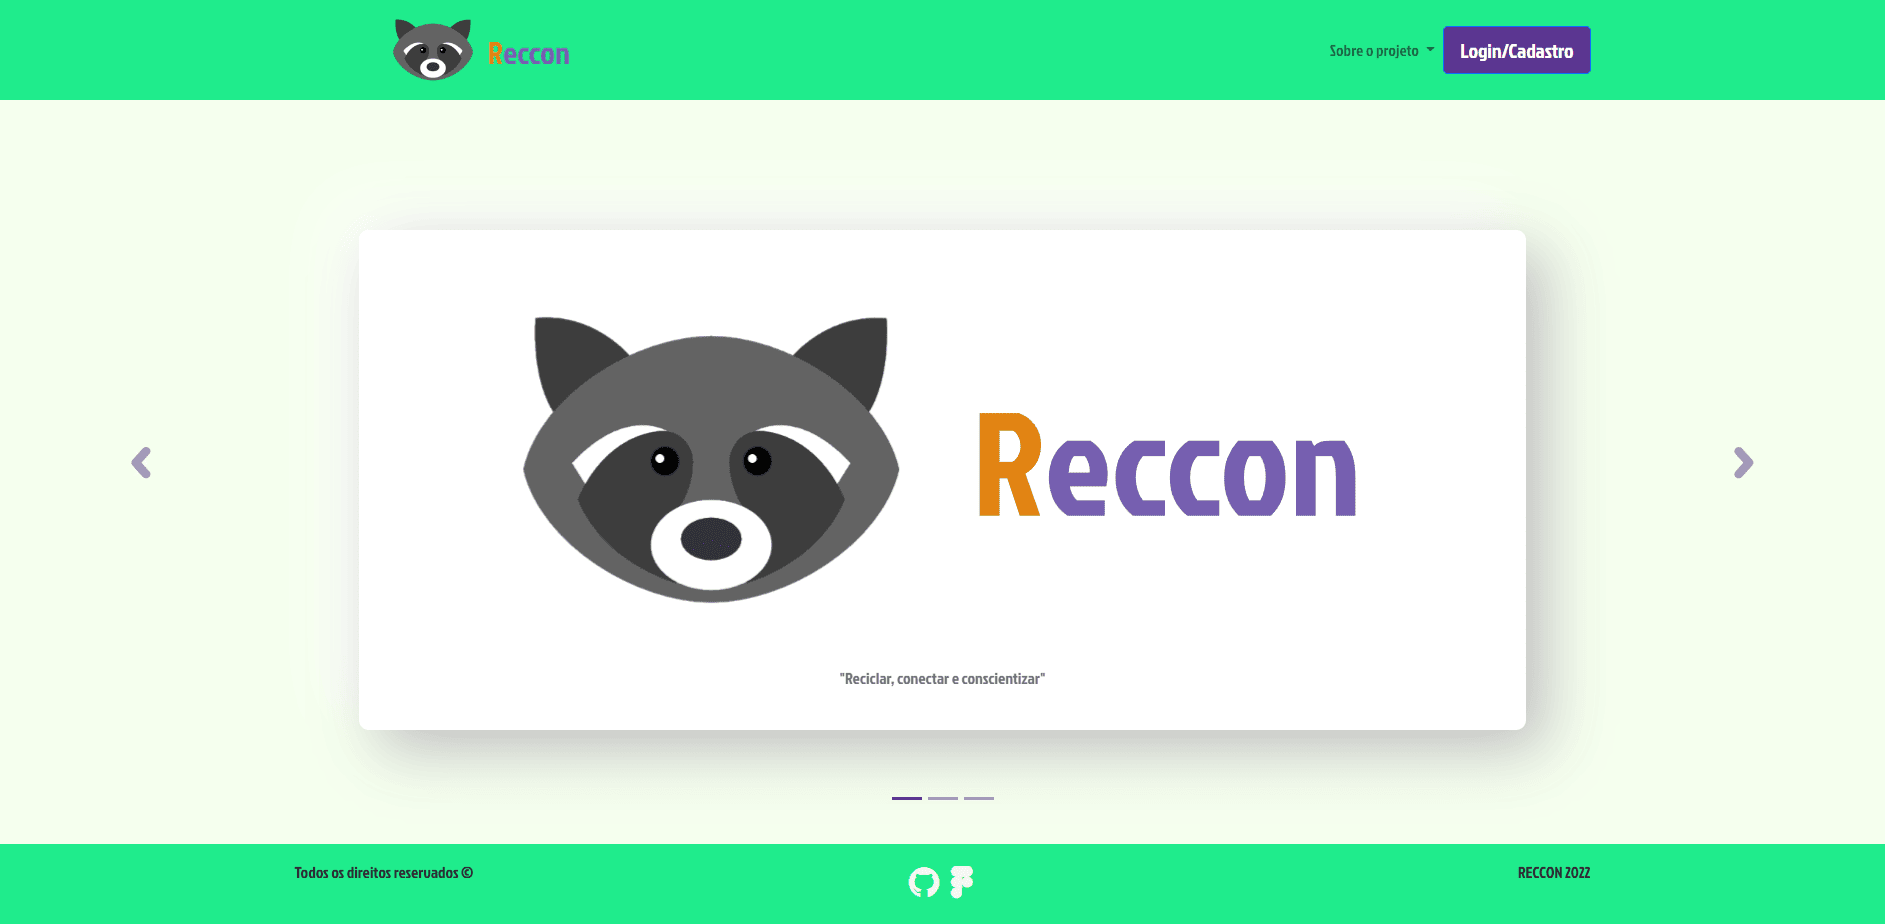 Reccon
Sobre o projeto
Login/Cadastro
Reccon
"Reciclar, conectar e conscientizar"
Todos os direitos reservados ©
RECCON 2022